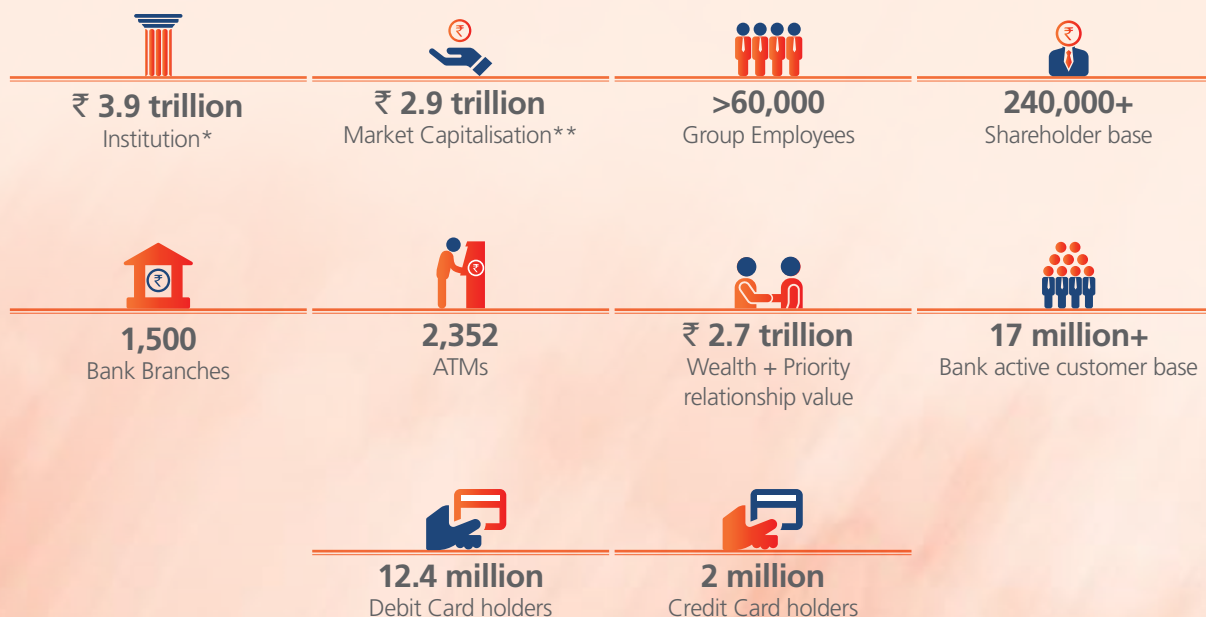 ₹
₹
₹ 3.9 trillion
Institution*
₹ 2.9 trillion
Market Capitalisation**
>60,000
Group Employees
240,000+
Shareholder base
₹
₹
1,500
Bank Branches
2,352
ATMs
₹ 2.7 trillion
Wealth + Priority
relationship value
17 million+
Bank active customer base
12.4 million
Debit Card holders
2 million
Credit Card holders